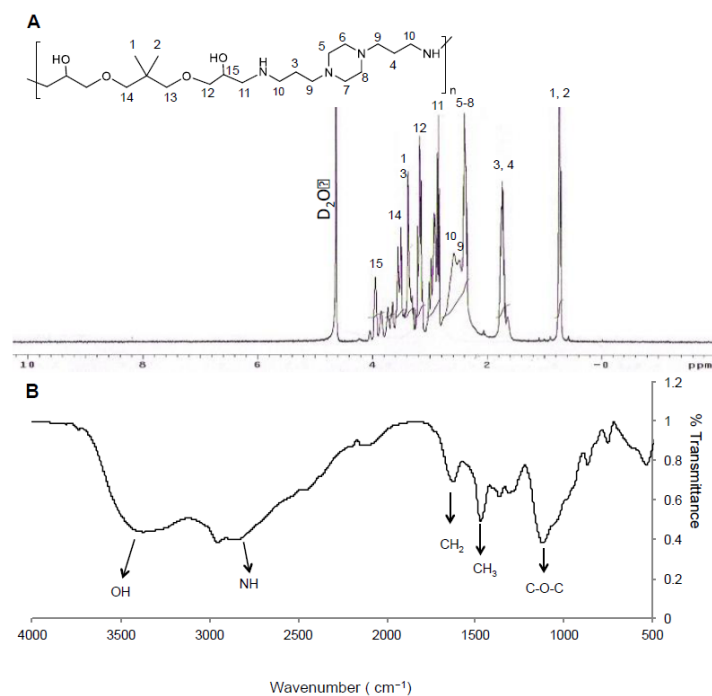 A
1 2
HO
O
O
OH
15
N
H
3
N
N
5
6
7
8
9
4
10
NH
14
13
12
11
10
9
n
D₂O
15
14
1
3
12
11
10
9
5-8
3, 4
1, 2
10 8 6 4 2 -0 ppm
B
1.2
1
0.8
0.6
0.4
0.2
0
% Transmittance
OH
NH
CH₂
CH₃
C-O-C
4000 3500 3000 2500 2000 1500 1000 500
Wavenumber ( cm⁻¹)